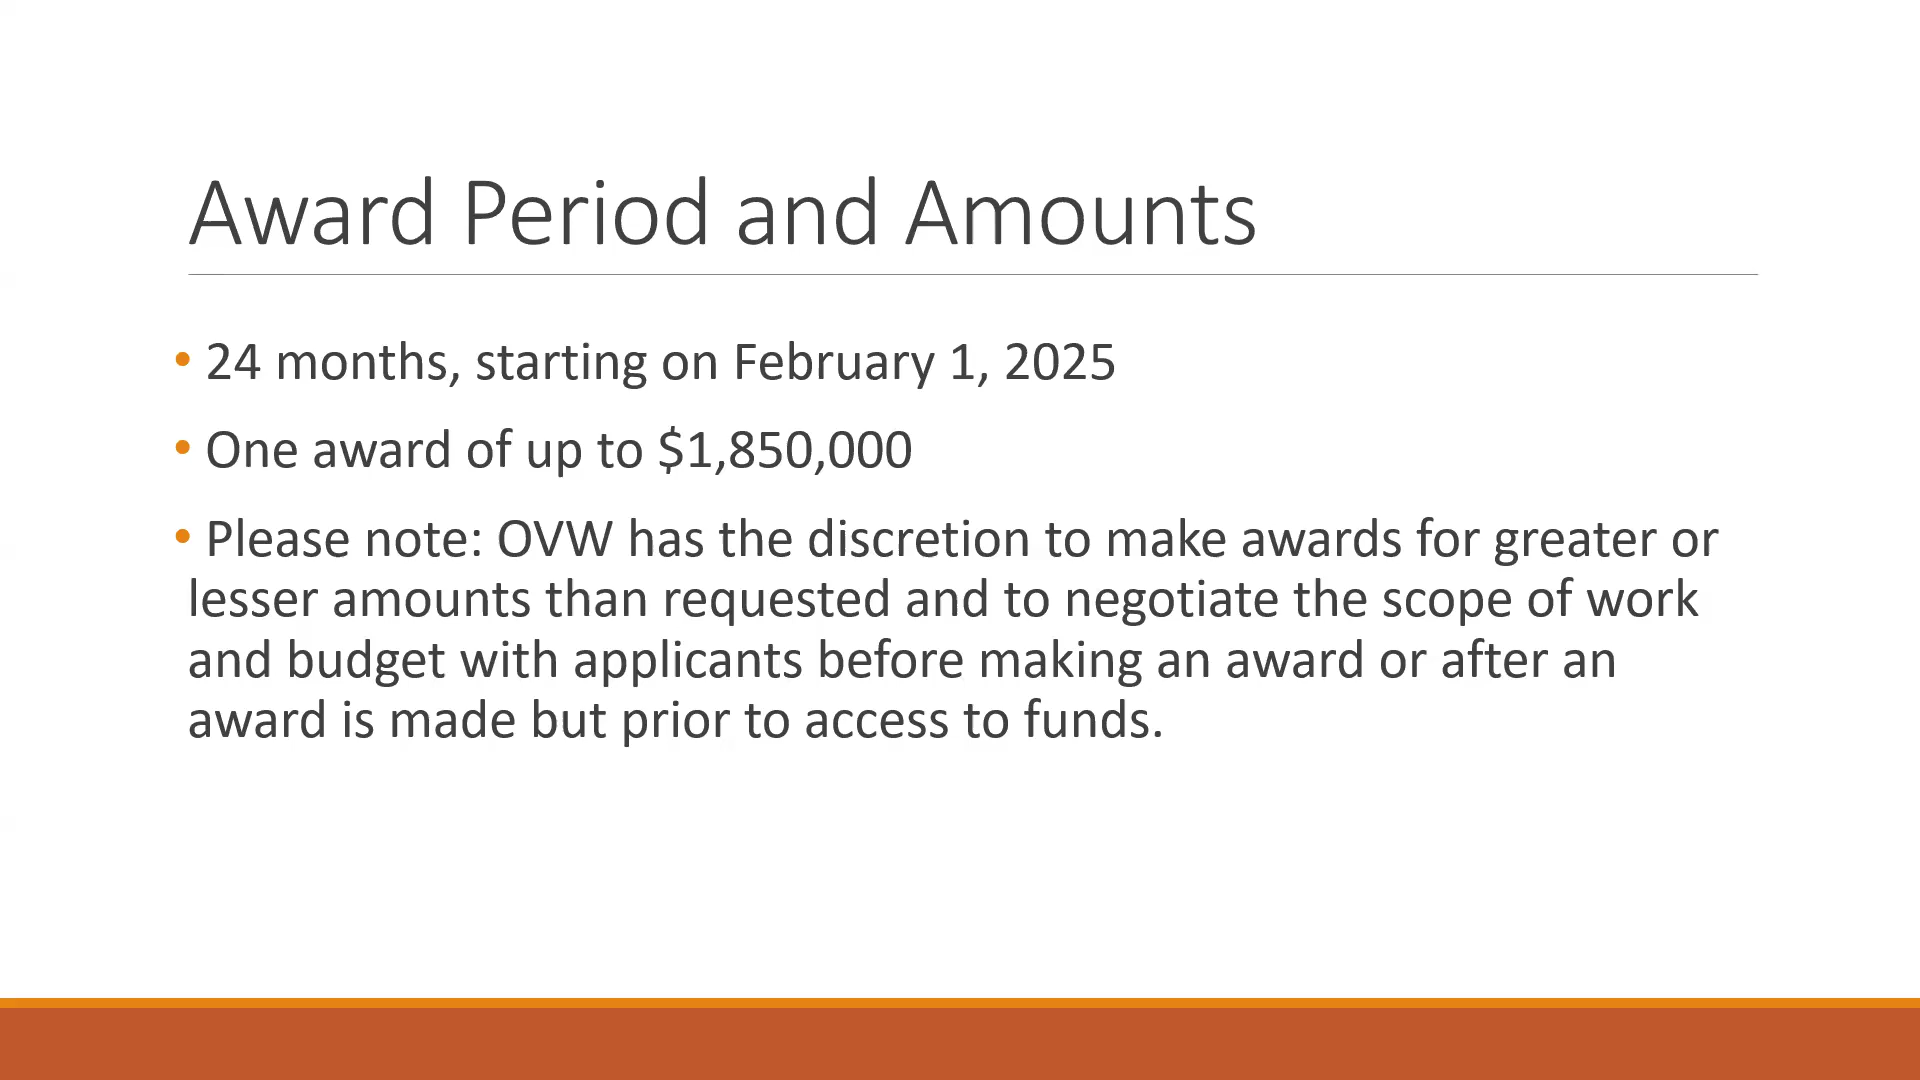 Award Period and Amounts
• 24 months, starting on February 1, 2025
• One award of up to $1,850,000
• Please note: OVW has the discretion to make awards for greater or
lesser amounts than requested and to negotiate the scope of work
and budget with applicants before making an award or after an
award is made but prior to access to funds.